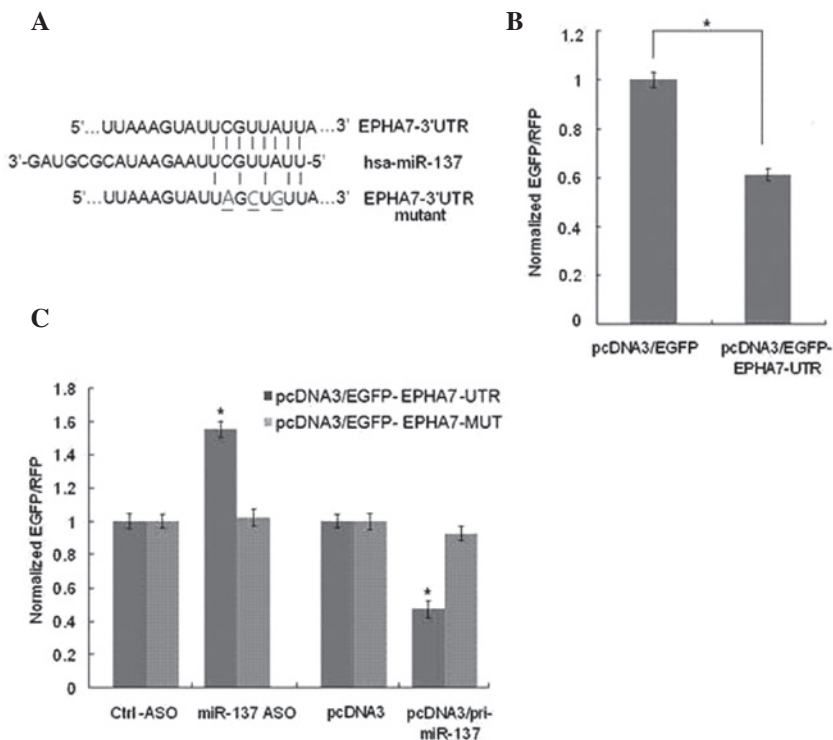 A
5'...UUAAAGUAUUCGUUAUUA...3' EPHA7-3'UTR
3'-GAUGCGCAUAAGAAUUCGUUAUU-5' hsa-miR-137
5'...UUAAAGUAUUAGCUGUUA...3' EPHA7-3'UTR
mutant
B
Normalized EGFP/RFP
1.2
1
0.8
0.6
0.4
0.2
0
*
pcDNA3/EGFP
pcDNA3/EGFP-
EPHA7-UTR
C
Normalized EGFP/RFP
1.8
1.6
1.4
1.2
1
0.8
0.6
0.4
0.2
0
pcDNA3/EGFP- EPHA7-UTR
pcDNA3/EGFP- EPHA7-MUT
*
*
Ctrl-ASO
miR-137 ASO
pcDNA3
pcDNA3/pri-
miR-137